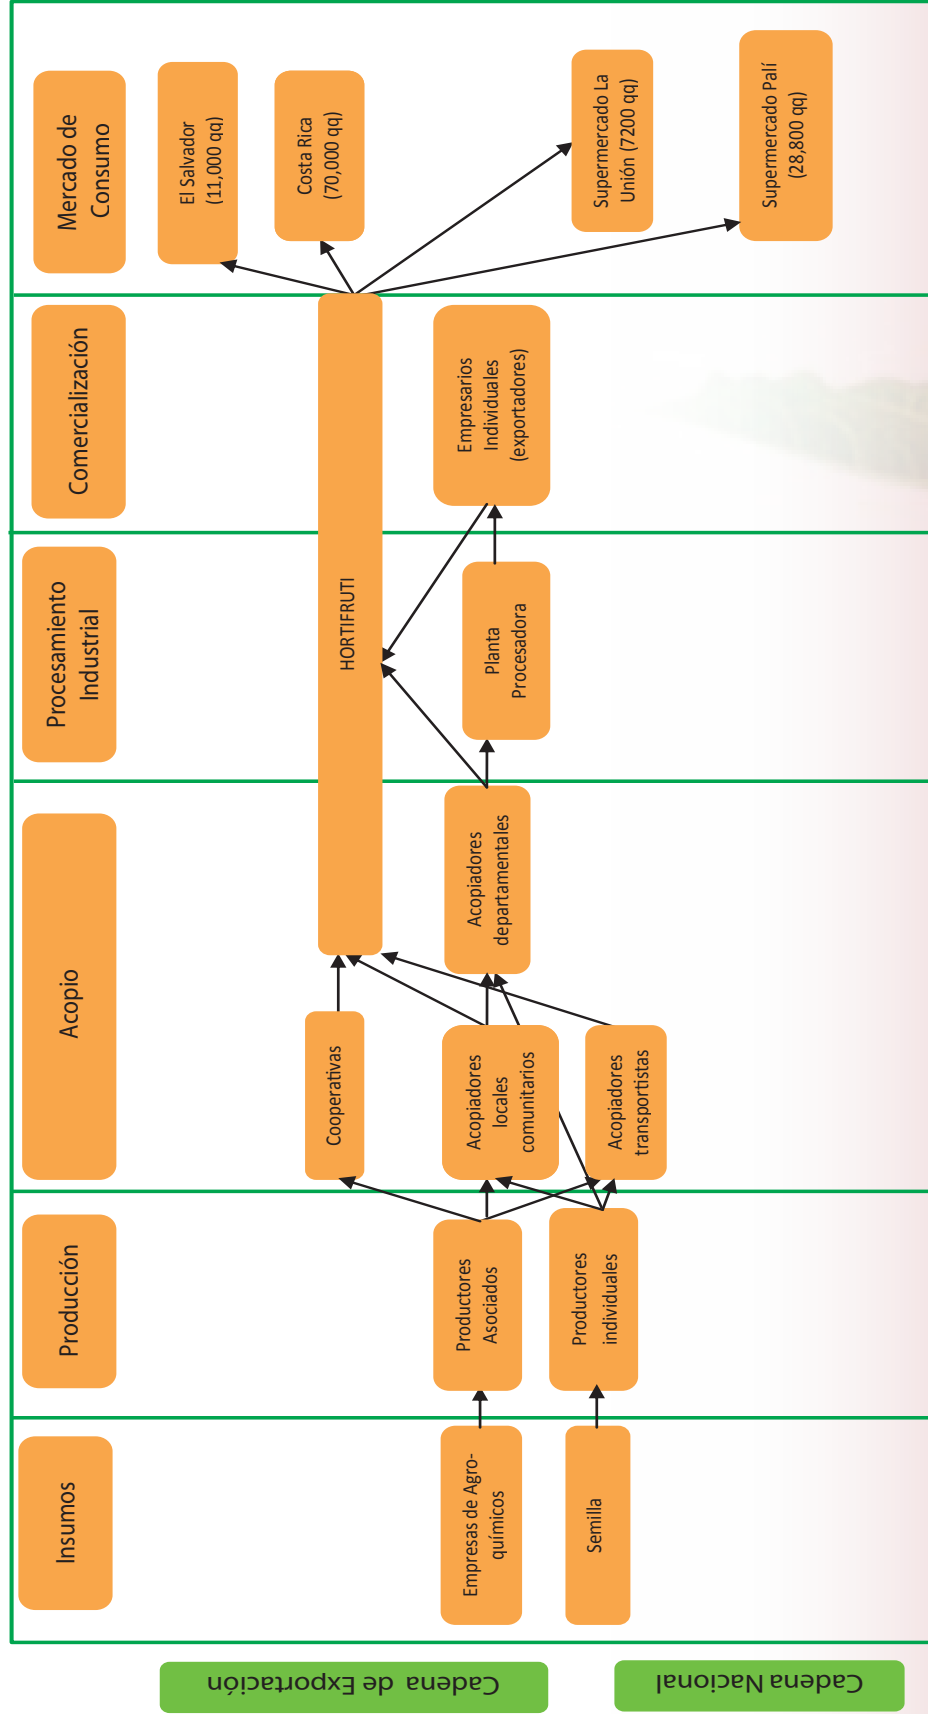 Insumos
Producción
Acopio
Procesamiento
Industrial
Comercialización
Mercado de
Consumo
Cadena de Exportación
Cadena Nacional
Empresas de Agro-
químicos
Semilla
Productores
Asociados
Productores
individuales
Cooperativas
Acopiadores
locales
comunitarios
Acopiadores
transportistas
Acopiadores
departamentales
HORTIFRUTI
Planta
Procesadora
Empresarios
Individuales
(exportadores)
El Salvador
(11,000 qq)
Costa Rica
(70,000 qq)
Supermercado La
Unión (7200 qq)
Supermercado Palí
(28,800 qq)